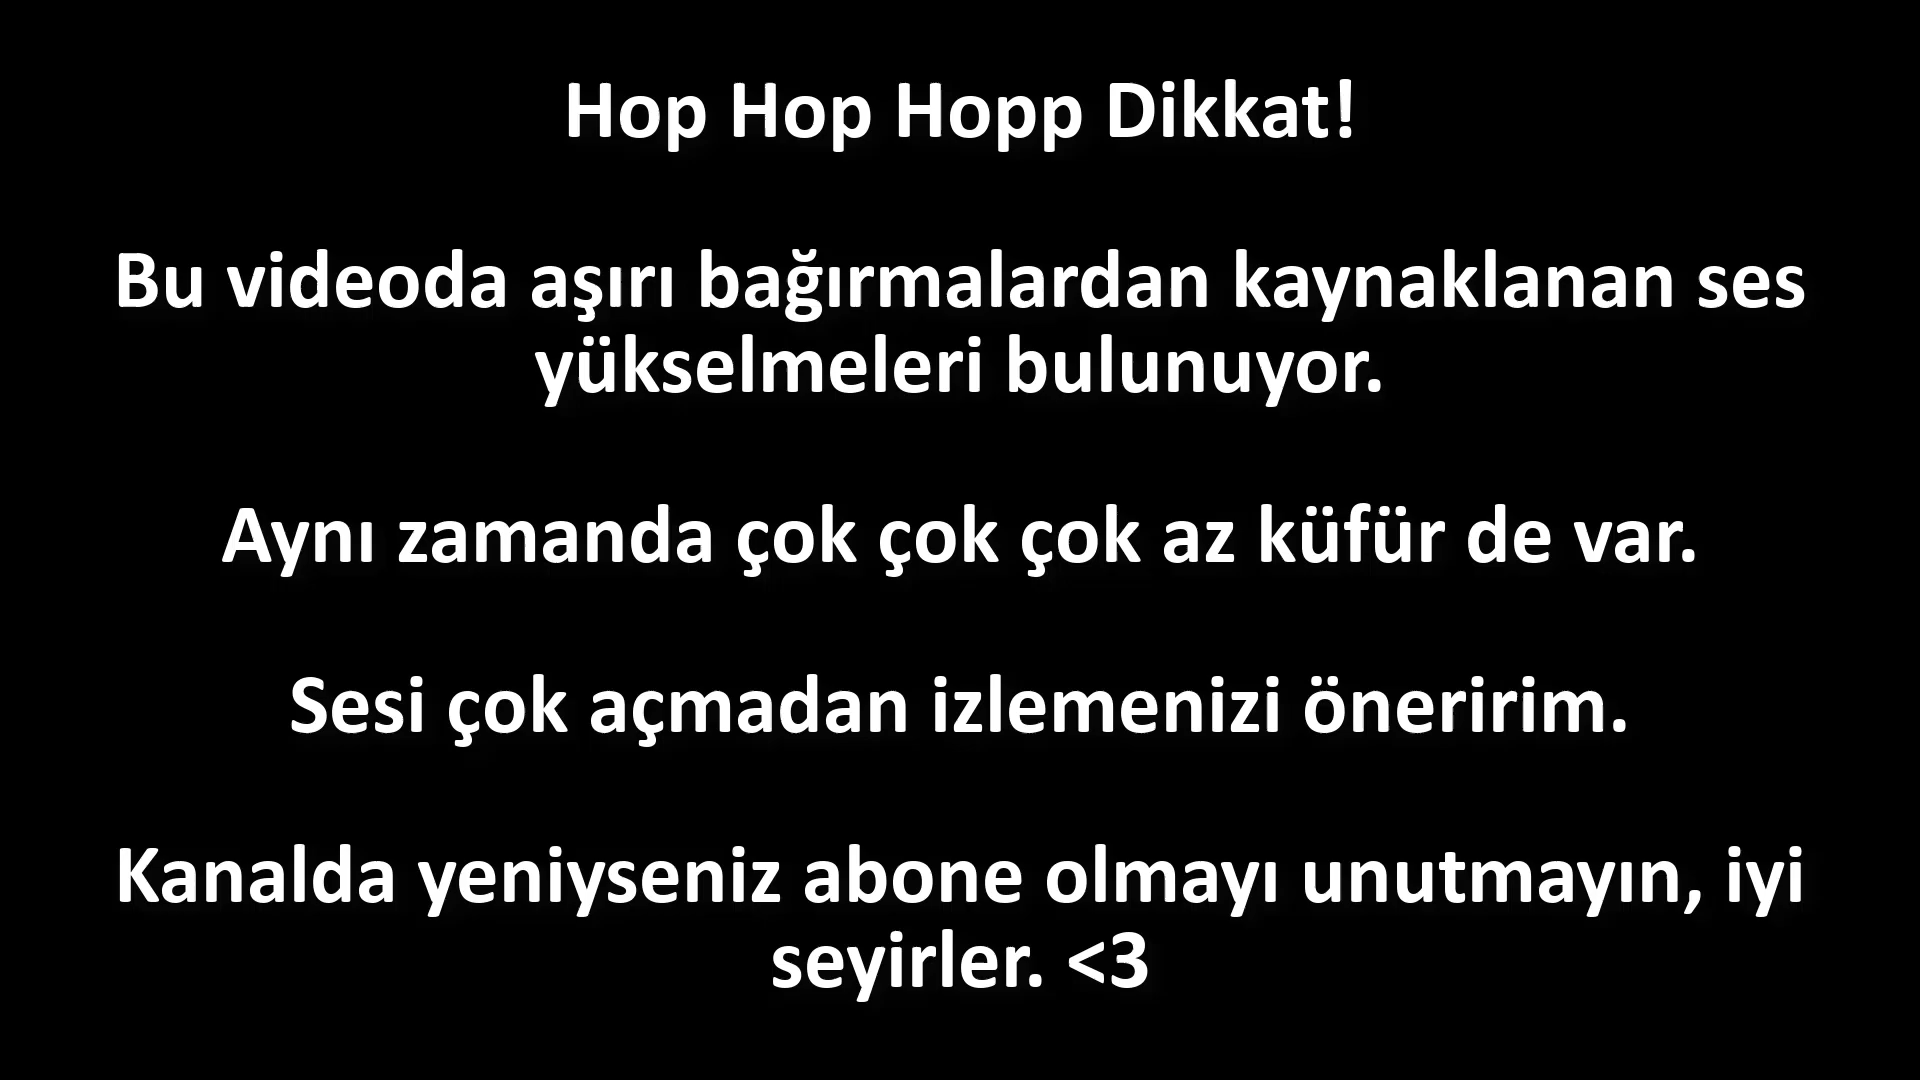 Hop Hop Hopp Dikkat!
Bu videoda aşırı bağırmalardan kaynaklanan ses
yükselmeleri bulunuyor.
Aynı zamanda çok çok çok az küfür de var.
Sesi çok açmadan izlemenizi öneririm.
Kanalda yeniyseniz abone olmayı unutmayın, iyi
seyirler. <3